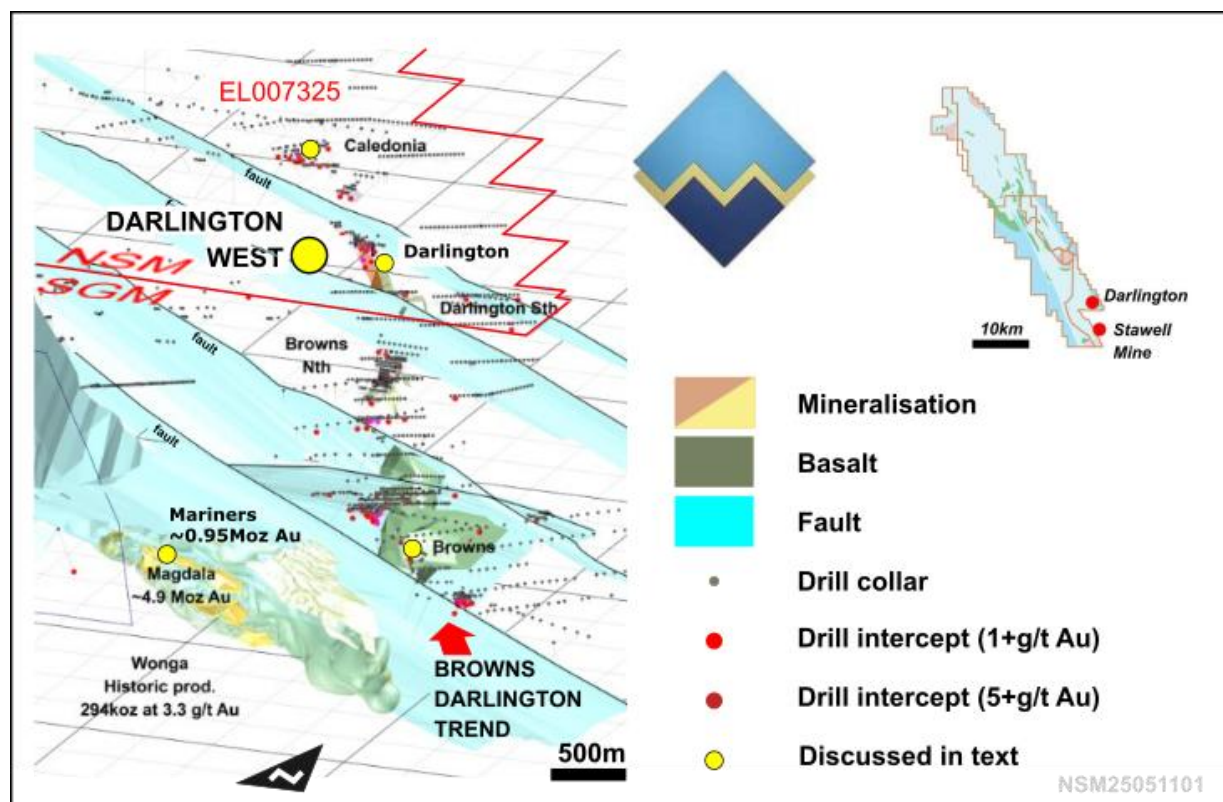 EL007325
Caledonia
fault
DARLINGTON
WEST
Darlington
NSM
SGM
Darlington Sth
fault
Browns
Nth
fault
Mariners
~0.95Moz Au
Magdala
~4.9 Moz Au
Browns
Wonga
Historic prod.
294koz at 3.3 g/t Au
BROWNS
DARLINGTON
TREND
N
500m
Darlington
Stawell
Mine
10km
Mineralisation
Basalt
Fault
Drill collar
Drill intercept (1+g/t Au)
Drill intercept (5+g/t Au)
Discussed in text
NSM25051101